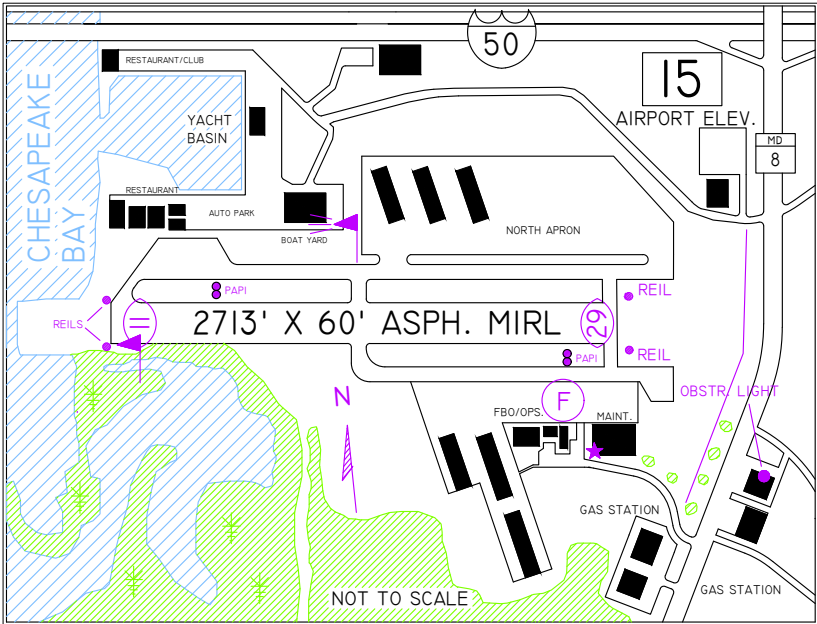 50
15
AIRPORT ELEV.
MD
8
RESTAURANT/CLUB
CHESAPEAKE
BAY
YACHT
BASIN
RESTAURANT
AUTO PARK
BOAT YARD
NORTH APRON
PAPI
REIL
REILS
11
2713' X 60' ASPH. MIRL
29
REIL
PAPI
N
F
FBO/OPS.
MAINT.
OBSTR. LIGHT
GAS STATION
GAS STATION
NOT TO SCALE